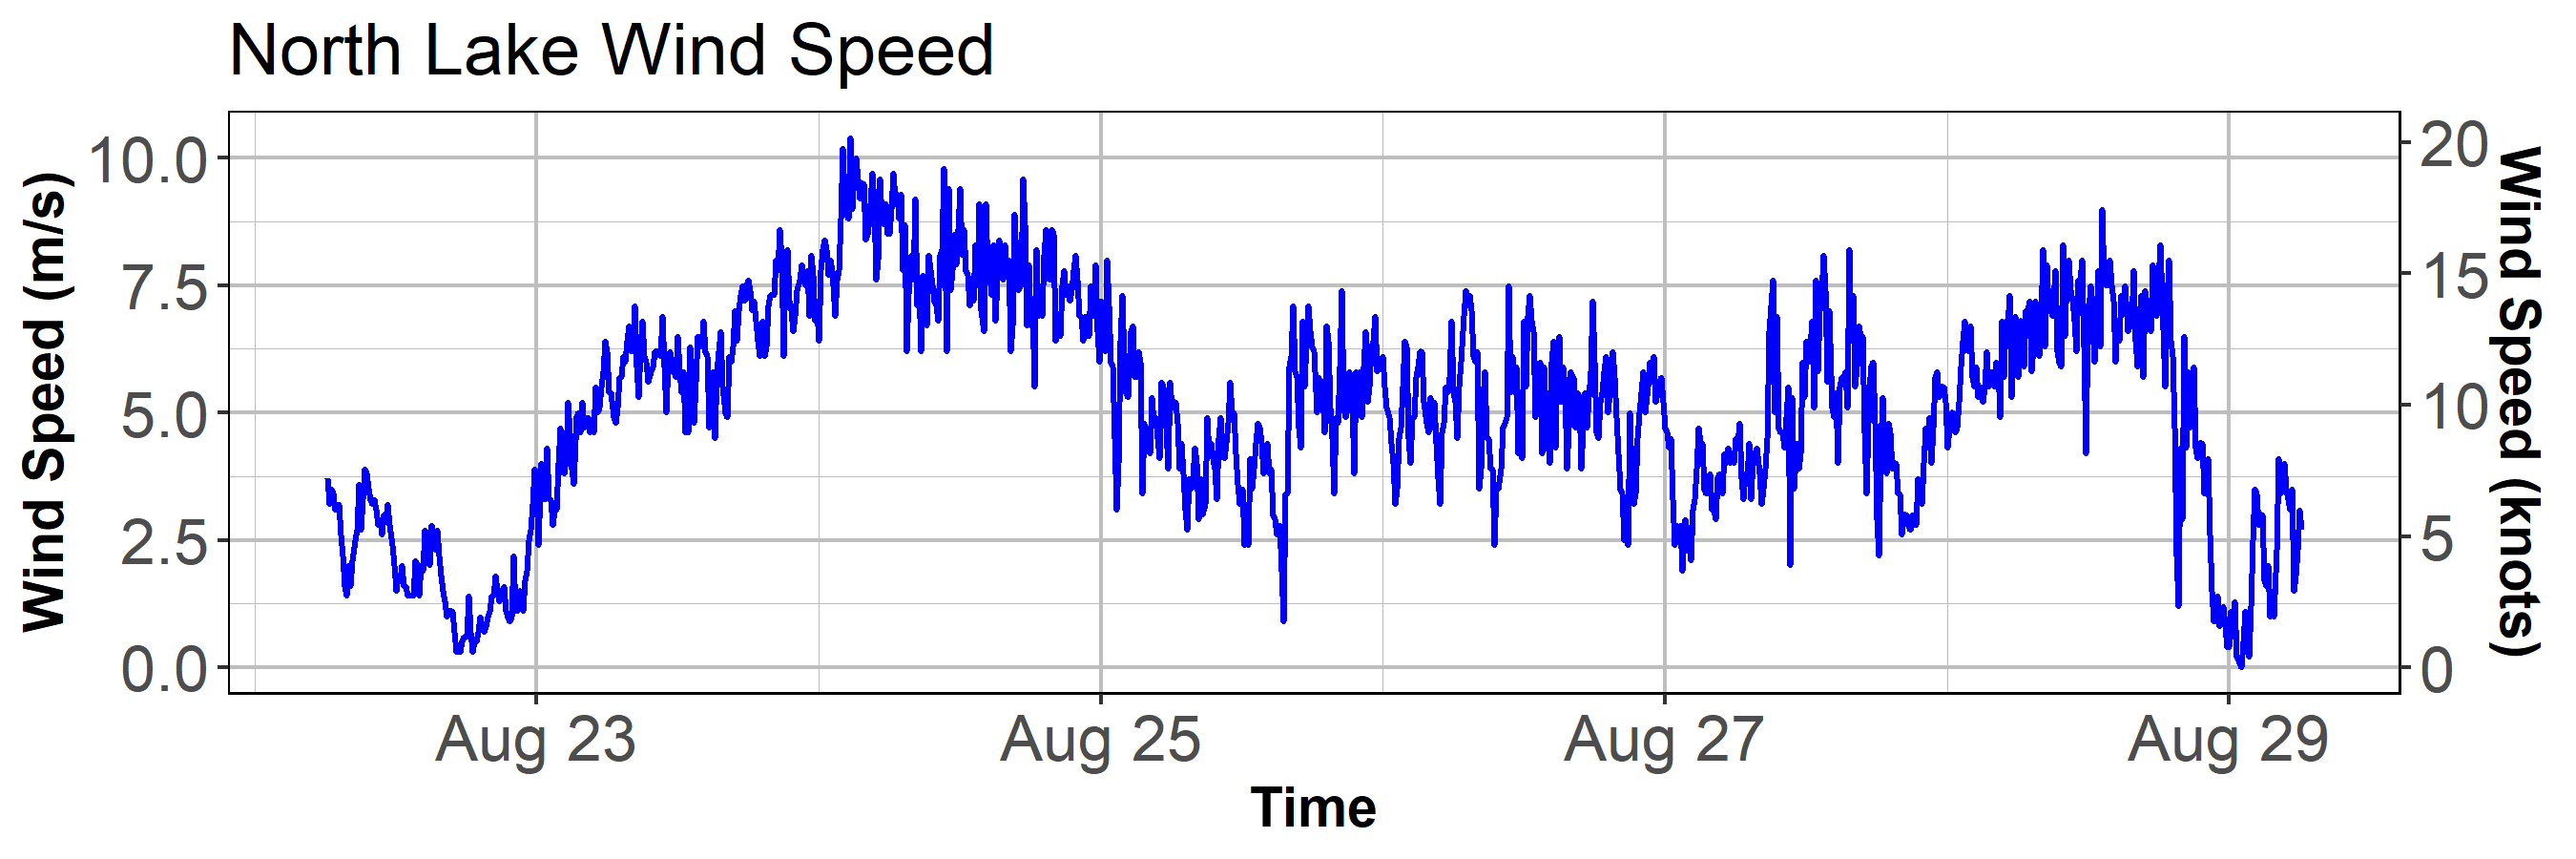 North Lake Wind Speed
Wind Speed (m/s)
10.0
7.5
5.0
2.5
0.0
20
15
10
5
0
Wind Speed (knots)
Aug 23 Aug 25 Aug 27 Aug 29
Time